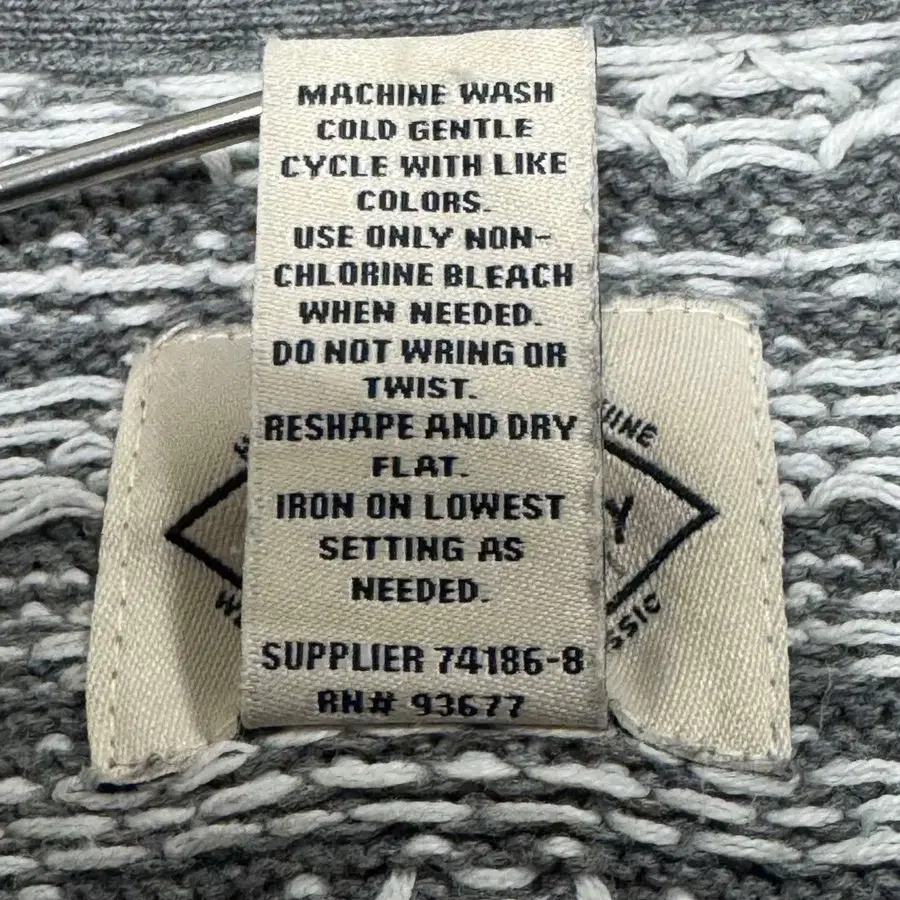 MACHINE WASH
COLD GENTLE
CYCLE WITH LIKE
COLORS.
USE ONLY NON-
CHLORINE BLEACH
WHEN NEEDED.
DO NOT WRING OR
TWIST.
RESHAPE AND DRY
FLAT.
IRON ON LOWEST
SETTING AS
NEEDED.
SUPPLIER 74186-8
RN# 93677